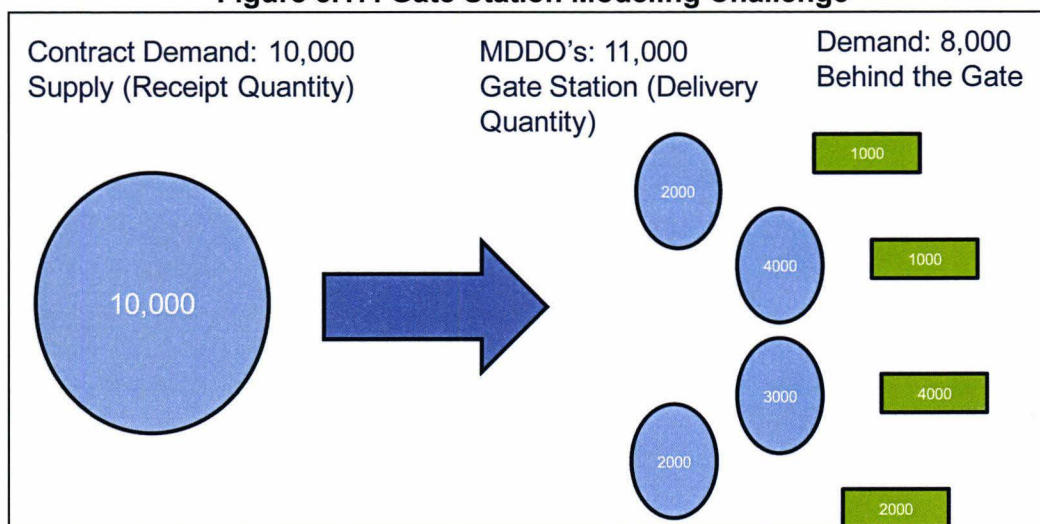 Contract Demand: 10,000
Supply (Receipt Quantity)
MDDO's: 11,000
Gate Station (Delivery
Quantity)
Demand: 8,000
Behind the Gate
10,000
2000
4000
3000
2000
1000
1000
4000
2000